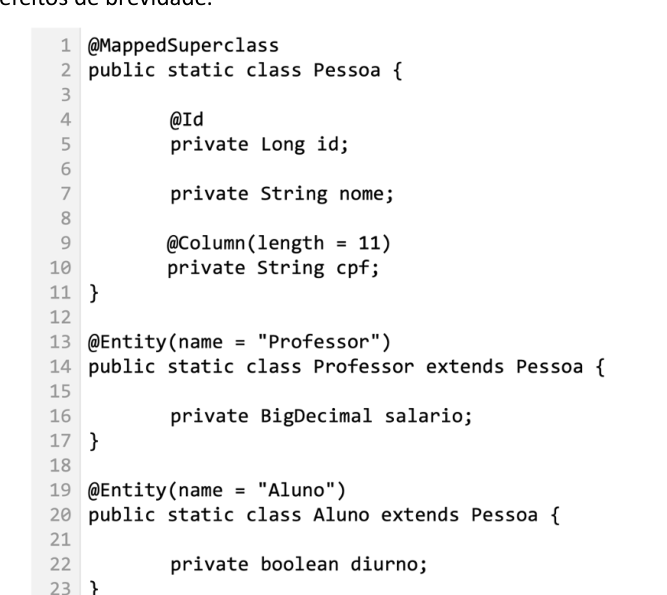 efeitos de brevidade.
1 @MappedSuperclass
2 public static class Pessoa {
3
4 @Id
5 private Long id;
6
7 private String nome;
8
9 @Column(length = 11)
10 private String cpf;
11 }
12
13 @Entity(name = "Professor")
14 public static class Professor extends Pessoa {
15
16 private BigDecimal salario;
17 }
18
19 @Entity(name = "Aluno")
20 public static class Aluno extends Pessoa {
21
22 private boolean diurno;
23 }